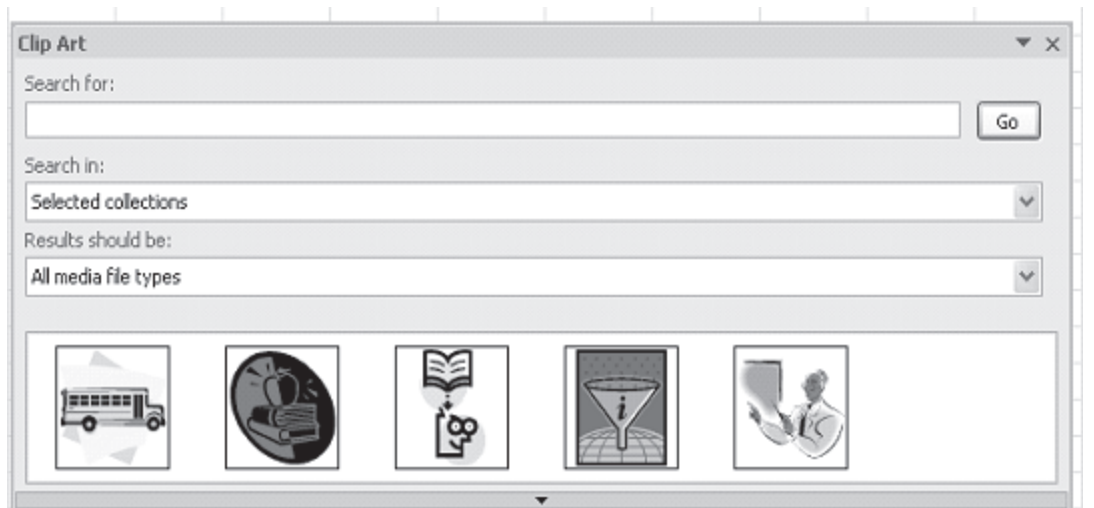 Clip Art
Search for:
Go
Search in:
Selected collections
Results should be:
All media file types
i